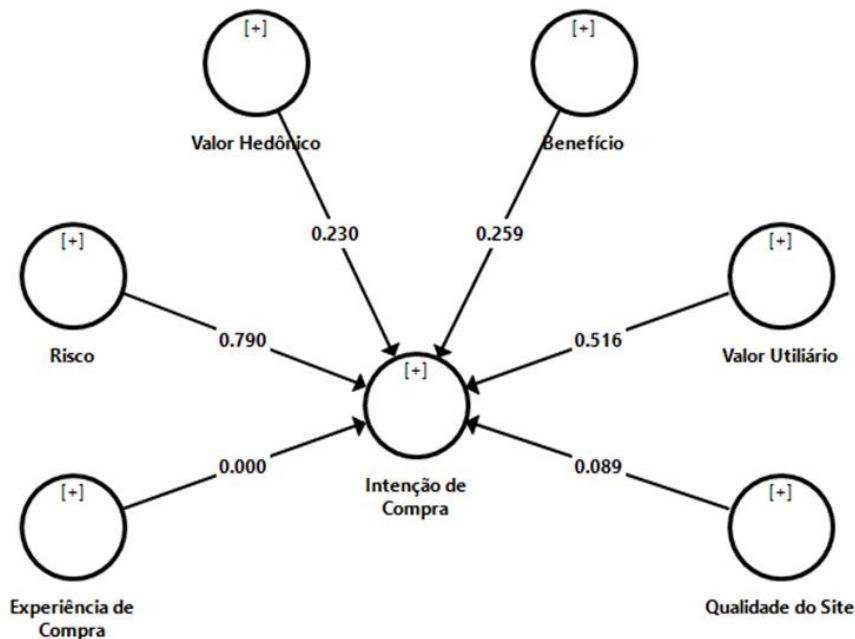 [+]
[+]
Valor Hedônico
Benefício
0.230
0.259
[+]
[+]
Risco
0.790
0.516
Valor Utiliário
[+]
Intenção de
Compra
0.000
0.089
[+]
[+]
Experiência de
Compra
Qualidade do Site